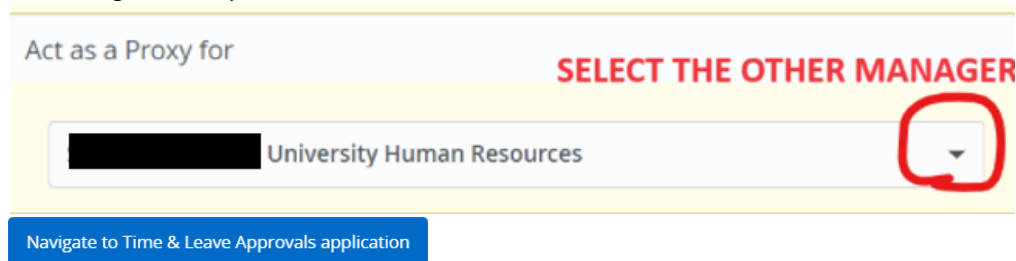 Act as a Proxy for
SELECT THE OTHER MANAGER
University Human Resources
Navigate to Time & Leave Approvals application